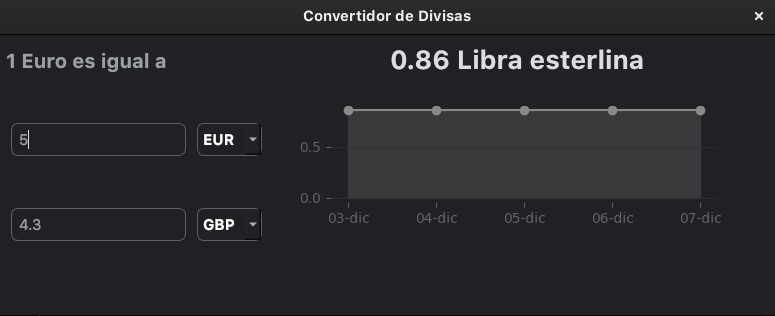 Convertidor de Divisas
×
1 Euro es igual a
0.86 Libra esterlina
5
EUR
4.3
GBP
0.5
0.0
03-dic
04-dic
05-dic
06-dic
07-dic